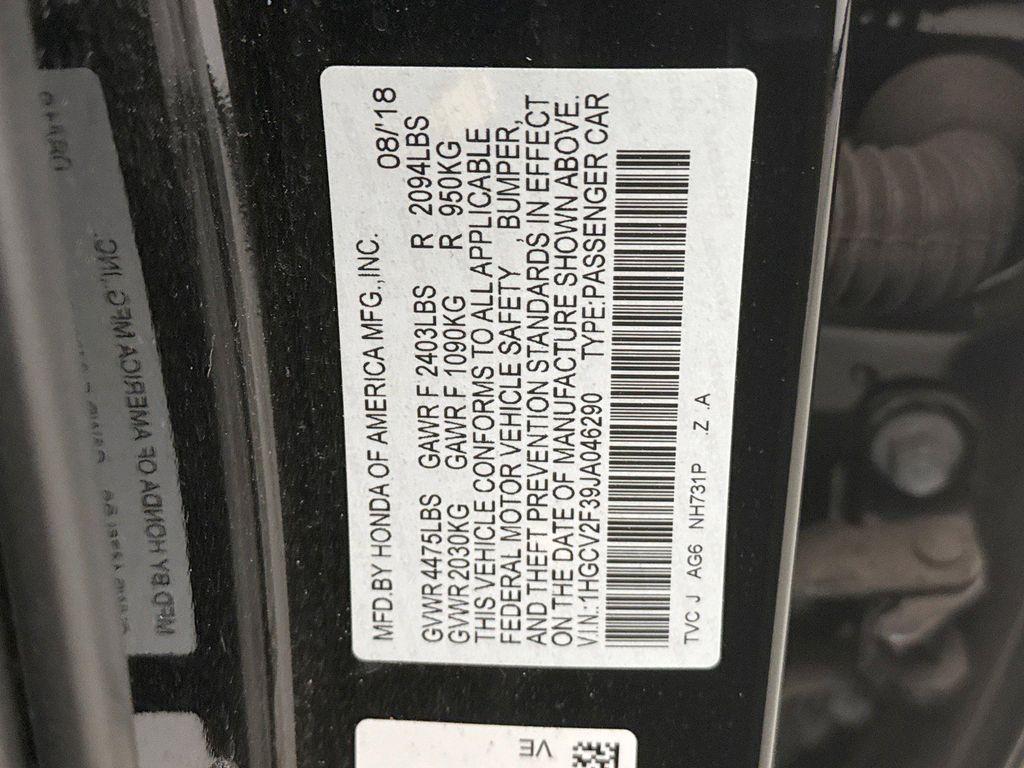 MFD.BY HONDA OF AMERICA MFG.,INC. 08/'18
GVWR 4475LBS GAWR F 2403LBS R 2094LBS
GVWR 2030KG GAWR F 1090KG R 950KG
THIS VEHICLE CONFORMS TO ALL APPLICABLE
FEDERAL MOTOR VEHICLE SAFETY , BUMPER,
AND THEFT PREVENTION STANDARDS IN EFFECT
ON THE DATE OF MANUFACTURE SHOWN ABOVE.
V.I.N.:1HGCV2F39JA046290 TYPE:PASSENGER CAR
TVC J AG6 NH731P .Z .A
VE
MFD BY HONDA OF AMERICA MFG.,INC.